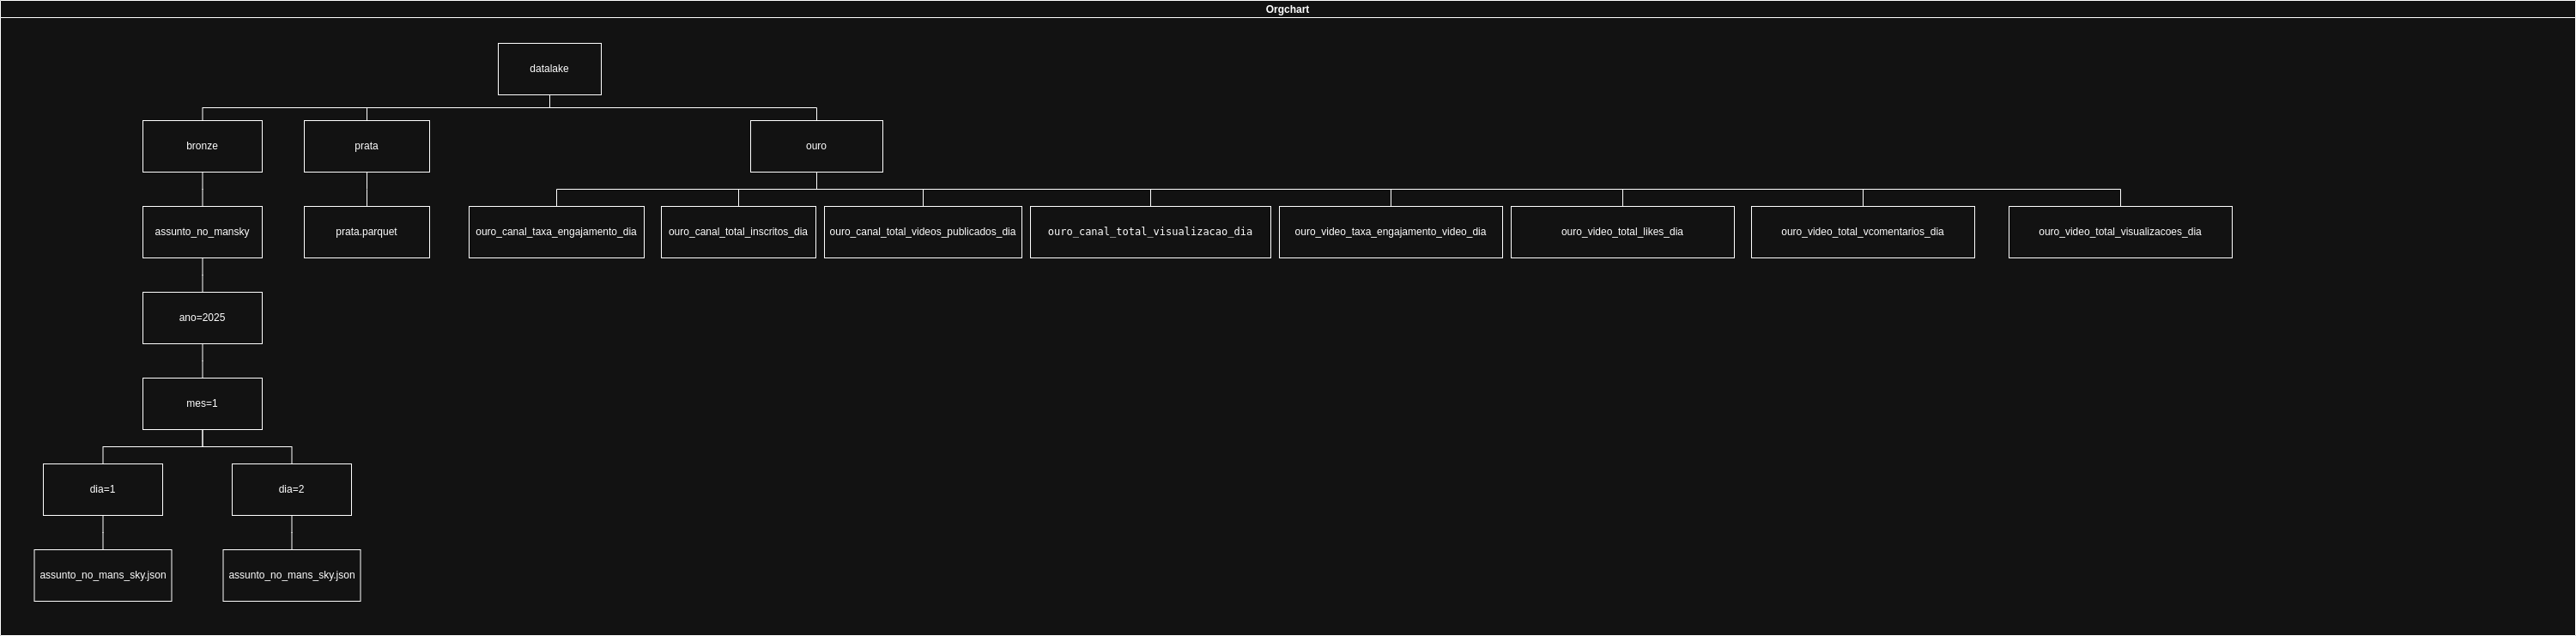 Orgchart
datalake
bronze
prata
ouro
assunto_no_mansky
prata.parquet
ouro_canal_taxa_engajamento_dia
ouro_canal_total_inscritos_dia
ouro_canal_total_videos_publicados_dia
ouro_canal_total_visualizacao_dia
ouro_video_taxa_engajamento_video_dia
ouro_video_total_likes_dia
ouro_video_total_vcomentarios_dia
ouro_video_total_visualizacoes_dia
ano=2025
mes=1
dia=1
dia=2
assunto_no_mans_sky.json
assunto_no_mans_sky.json